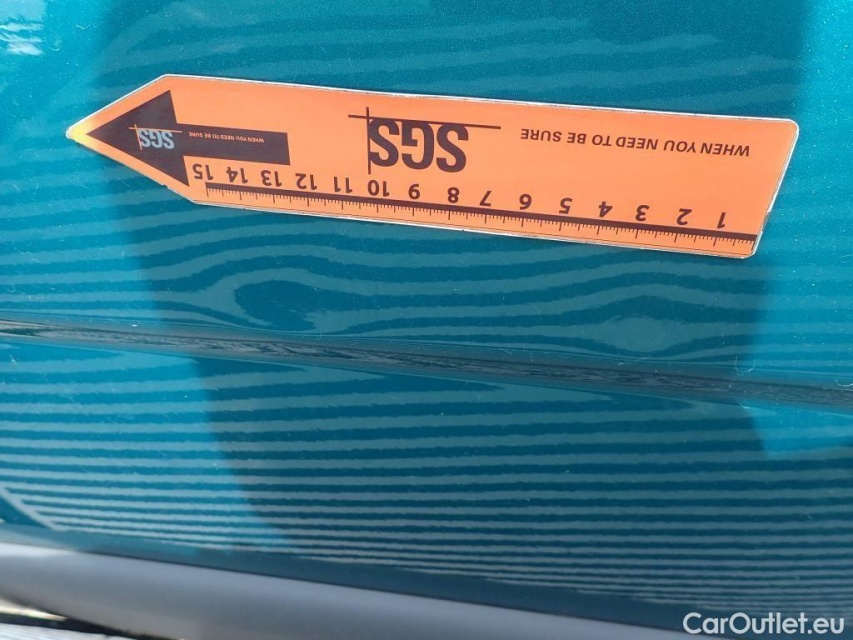 SGS
WHEN YOU NEED TO BE SURE
SGS
WHEN YOU NEED TO BE SURE
15 14 13 12 11 10 9 8 7 6 5 4 3 2 1
CarOutlet.eu